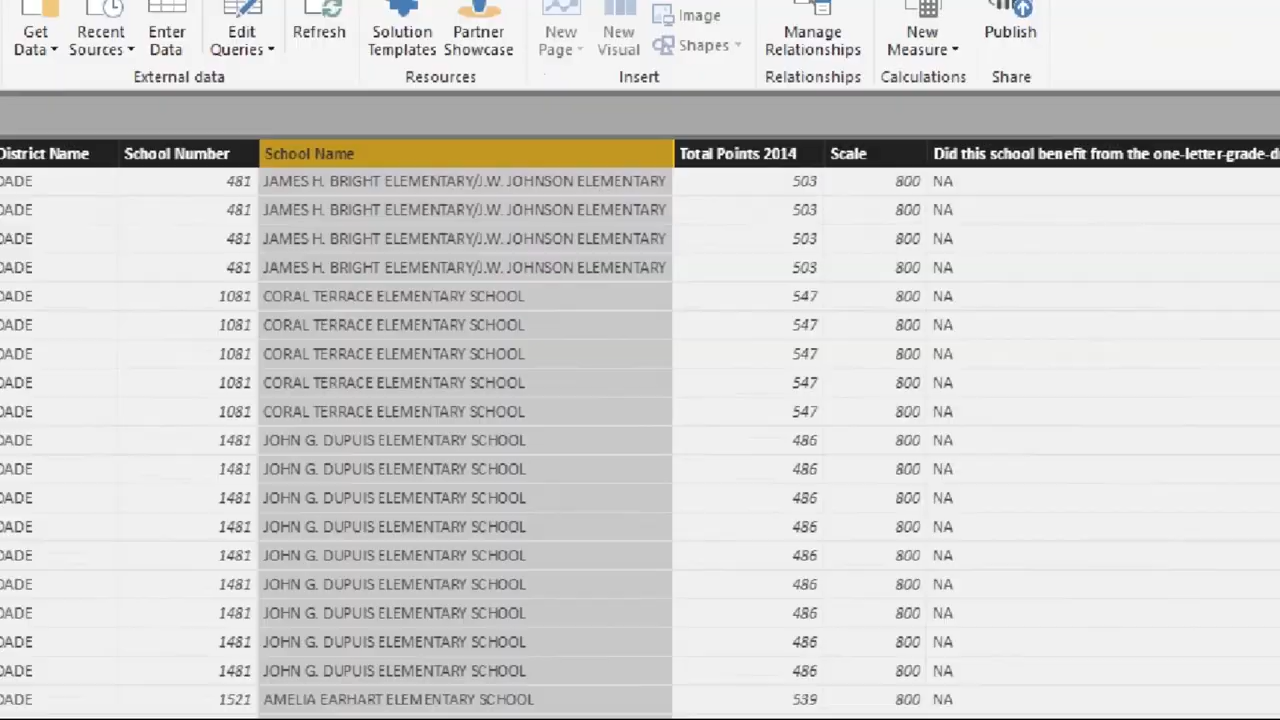 Image
Get Data Recent Sources Enter Data Edit Queries Refresh Solution Templates Partner Showcase New Page New Visual Shapes Manage Relationships New Measure Publish
External data Resources Insert Relationships Calculations Share
District Name School Number School Name Total Points 2014 Scale Did this school benefit from the one-letter-grade-d
DADE 481 JAMES H. BRIGHT ELEMENTARY/J.W. JOHNSON ELEMENTARY 503 800 NA
DADE 481 JAMES H. BRIGHT ELEMENTARY/J.W. JOHNSON ELEMENTARY 503 800 NA
DADE 481 JAMES H. BRIGHT ELEMENTARY/J.W. JOHNSON ELEMENTARY 503 800 NA
DADE 481 JAMES H. BRIGHT ELEMENTARY/J.W. JOHNSON ELEMENTARY 503 800 NA
DADE 1081 CORAL TERRACE ELEMENTARY SCHOOL 547 800 NA
DADE 1081 CORAL TERRACE ELEMENTARY SCHOOL 547 800 NA
DADE 1081 CORAL TERRACE ELEMENTARY SCHOOL 547 800 NA
DADE 1081 CORAL TERRACE ELEMENTARY SCHOOL 547 800 NA
DADE 1081 CORAL TERRACE ELEMENTARY SCHOOL 547 800 NA
DADE 1481 JOHN G. DUPUIS ELEMENTARY SCHOOL 486 800 NA
DADE 1481 JOHN G. DUPUIS ELEMENTARY SCHOOL 486 800 NA
DADE 1481 JOHN G. DUPUIS ELEMENTARY SCHOOL 486 800 NA
DADE 1481 JOHN G. DUPUIS ELEMENTARY SCHOOL 486 800 NA
DADE 1481 JOHN G. DUPUIS ELEMENTARY SCHOOL 486 800 NA
DADE 1481 JOHN G. DUPUIS ELEMENTARY SCHOOL 486 800 NA
DADE 1481 JOHN G. DUPUIS ELEMENTARY SCHOOL 486 800 NA
DADE 1481 JOHN G. DUPUIS ELEMENTARY SCHOOL 486 800 NA
DADE 1481 JOHN G. DUPUIS ELEMENTARY SCHOOL 486 800 NA
DADE 1521 AMELIA EARHART ELEMENTARY SCHOOL 539 800 NA